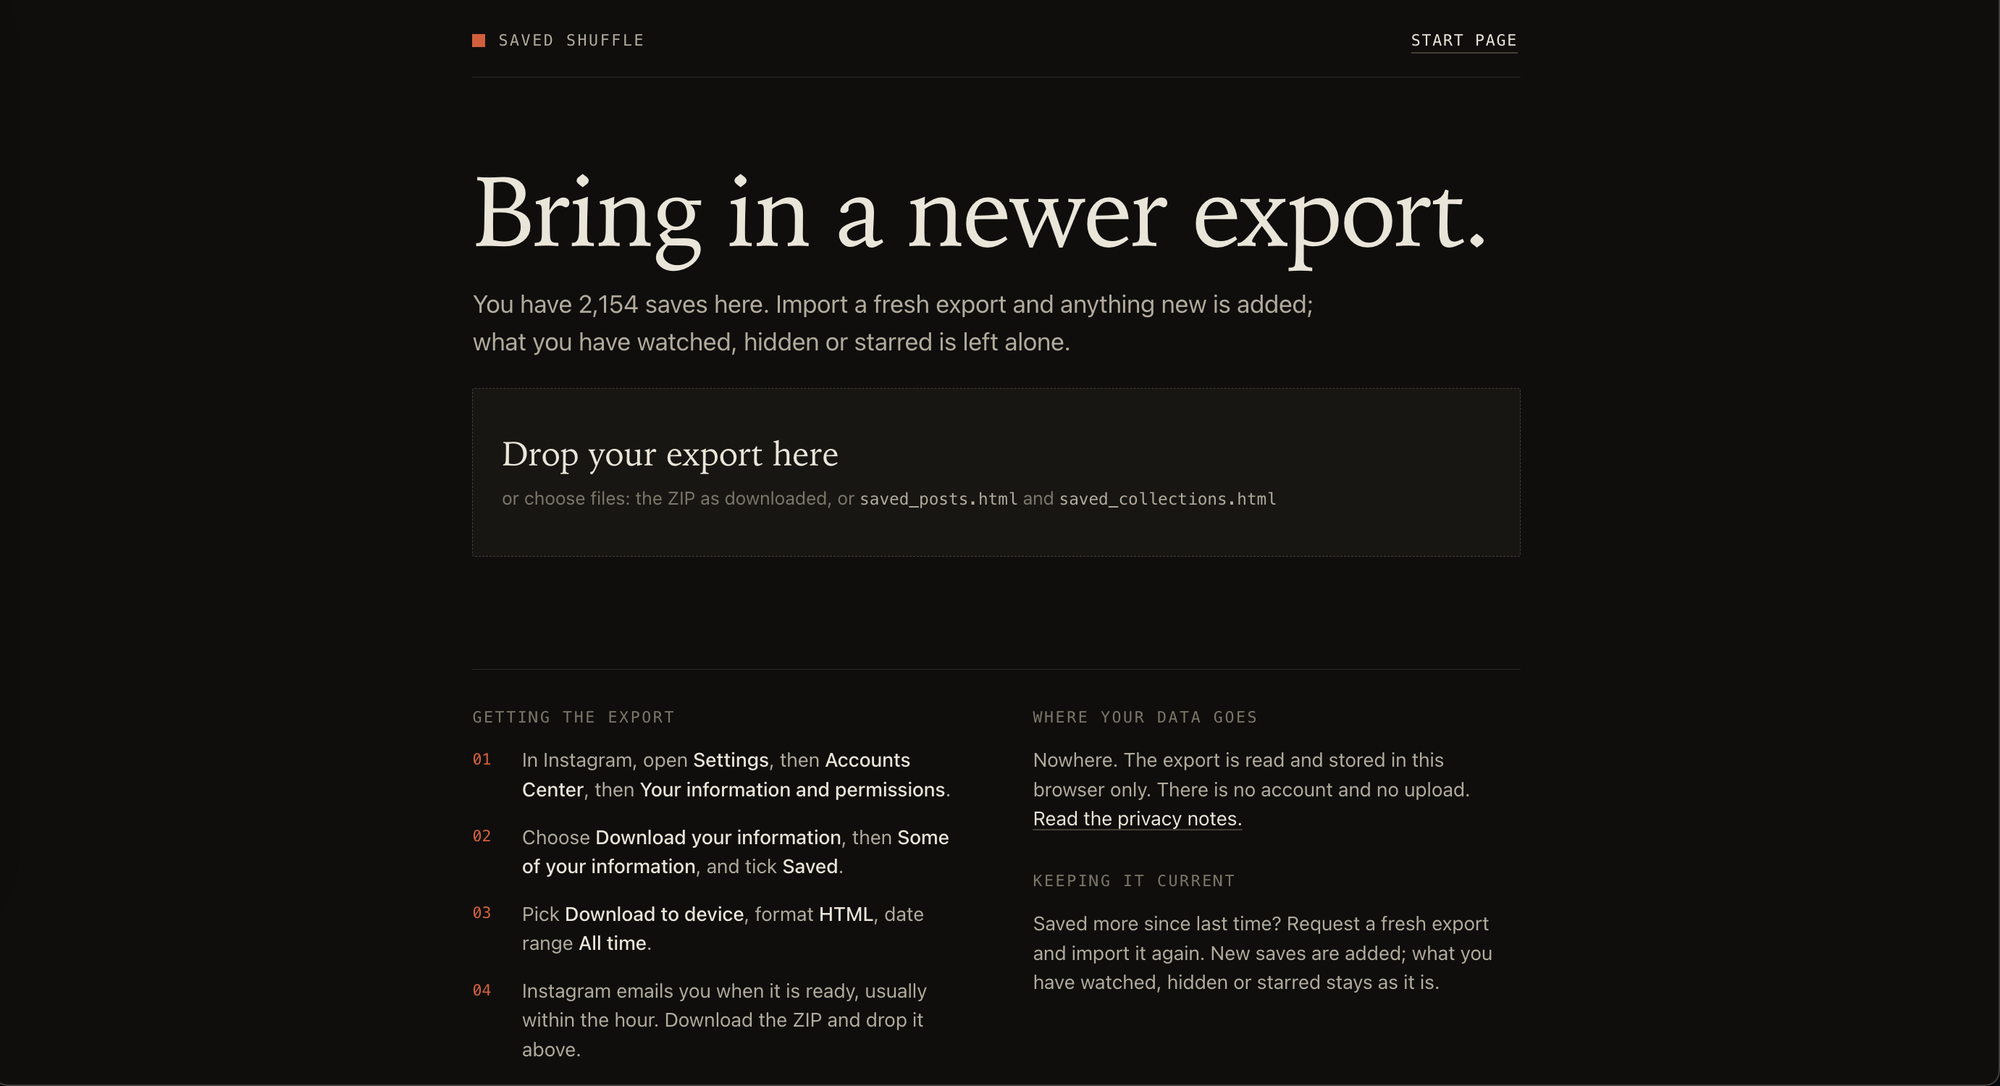 SAVED SHUFFLE
START PAGE
Bring in a newer export.
You have 2,154 saves here. Import a fresh export and anything new is added;
what you have watched, hidden or starred is left alone.
Drop your export here
or choose files: the ZIP as downloaded, or saved_posts.html and saved_collections.html
GETTING THE EXPORT
01 In Instagram, open Settings, then Accounts
Center, then Your information and permissions.
02 Choose Download your information, then Some
of your information, and tick Saved.
03 Pick Download to device, format HTML, date
range All time.
04 Instagram emails you when it is ready, usually
within the hour. Download the ZIP and drop it
above.
WHERE YOUR DATA GOES
Nowhere. The export is read and stored in this
browser only. There is no account and no upload.
Read the privacy notes.
KEEPING IT CURRENT
Saved more since last time? Request a fresh export
and import it again. New saves are added; what you
have watched, hidden or starred stays as it is.